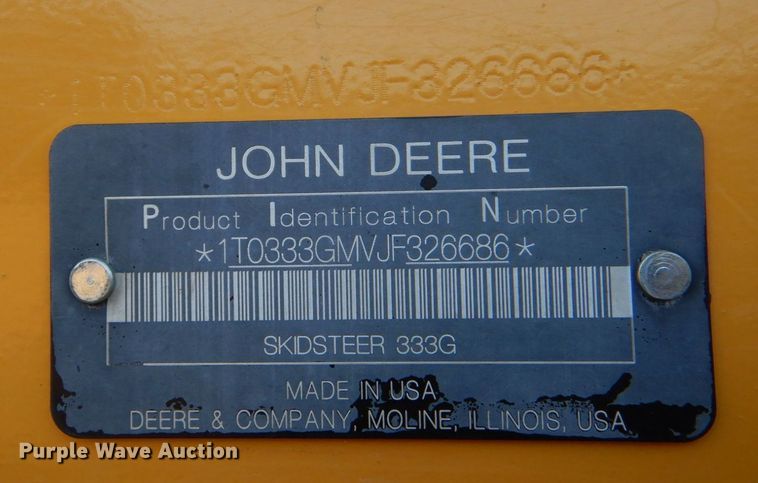 *1T0333GMVJF326686*
JOHN DEERE
Product Identification Number
*1T0333GMVJF326686*
SKIDSTEER 333G
MADE IN USA
DEERE & COMPANY, MOLINE, ILLINOIS, USA
Purple Wave Auction